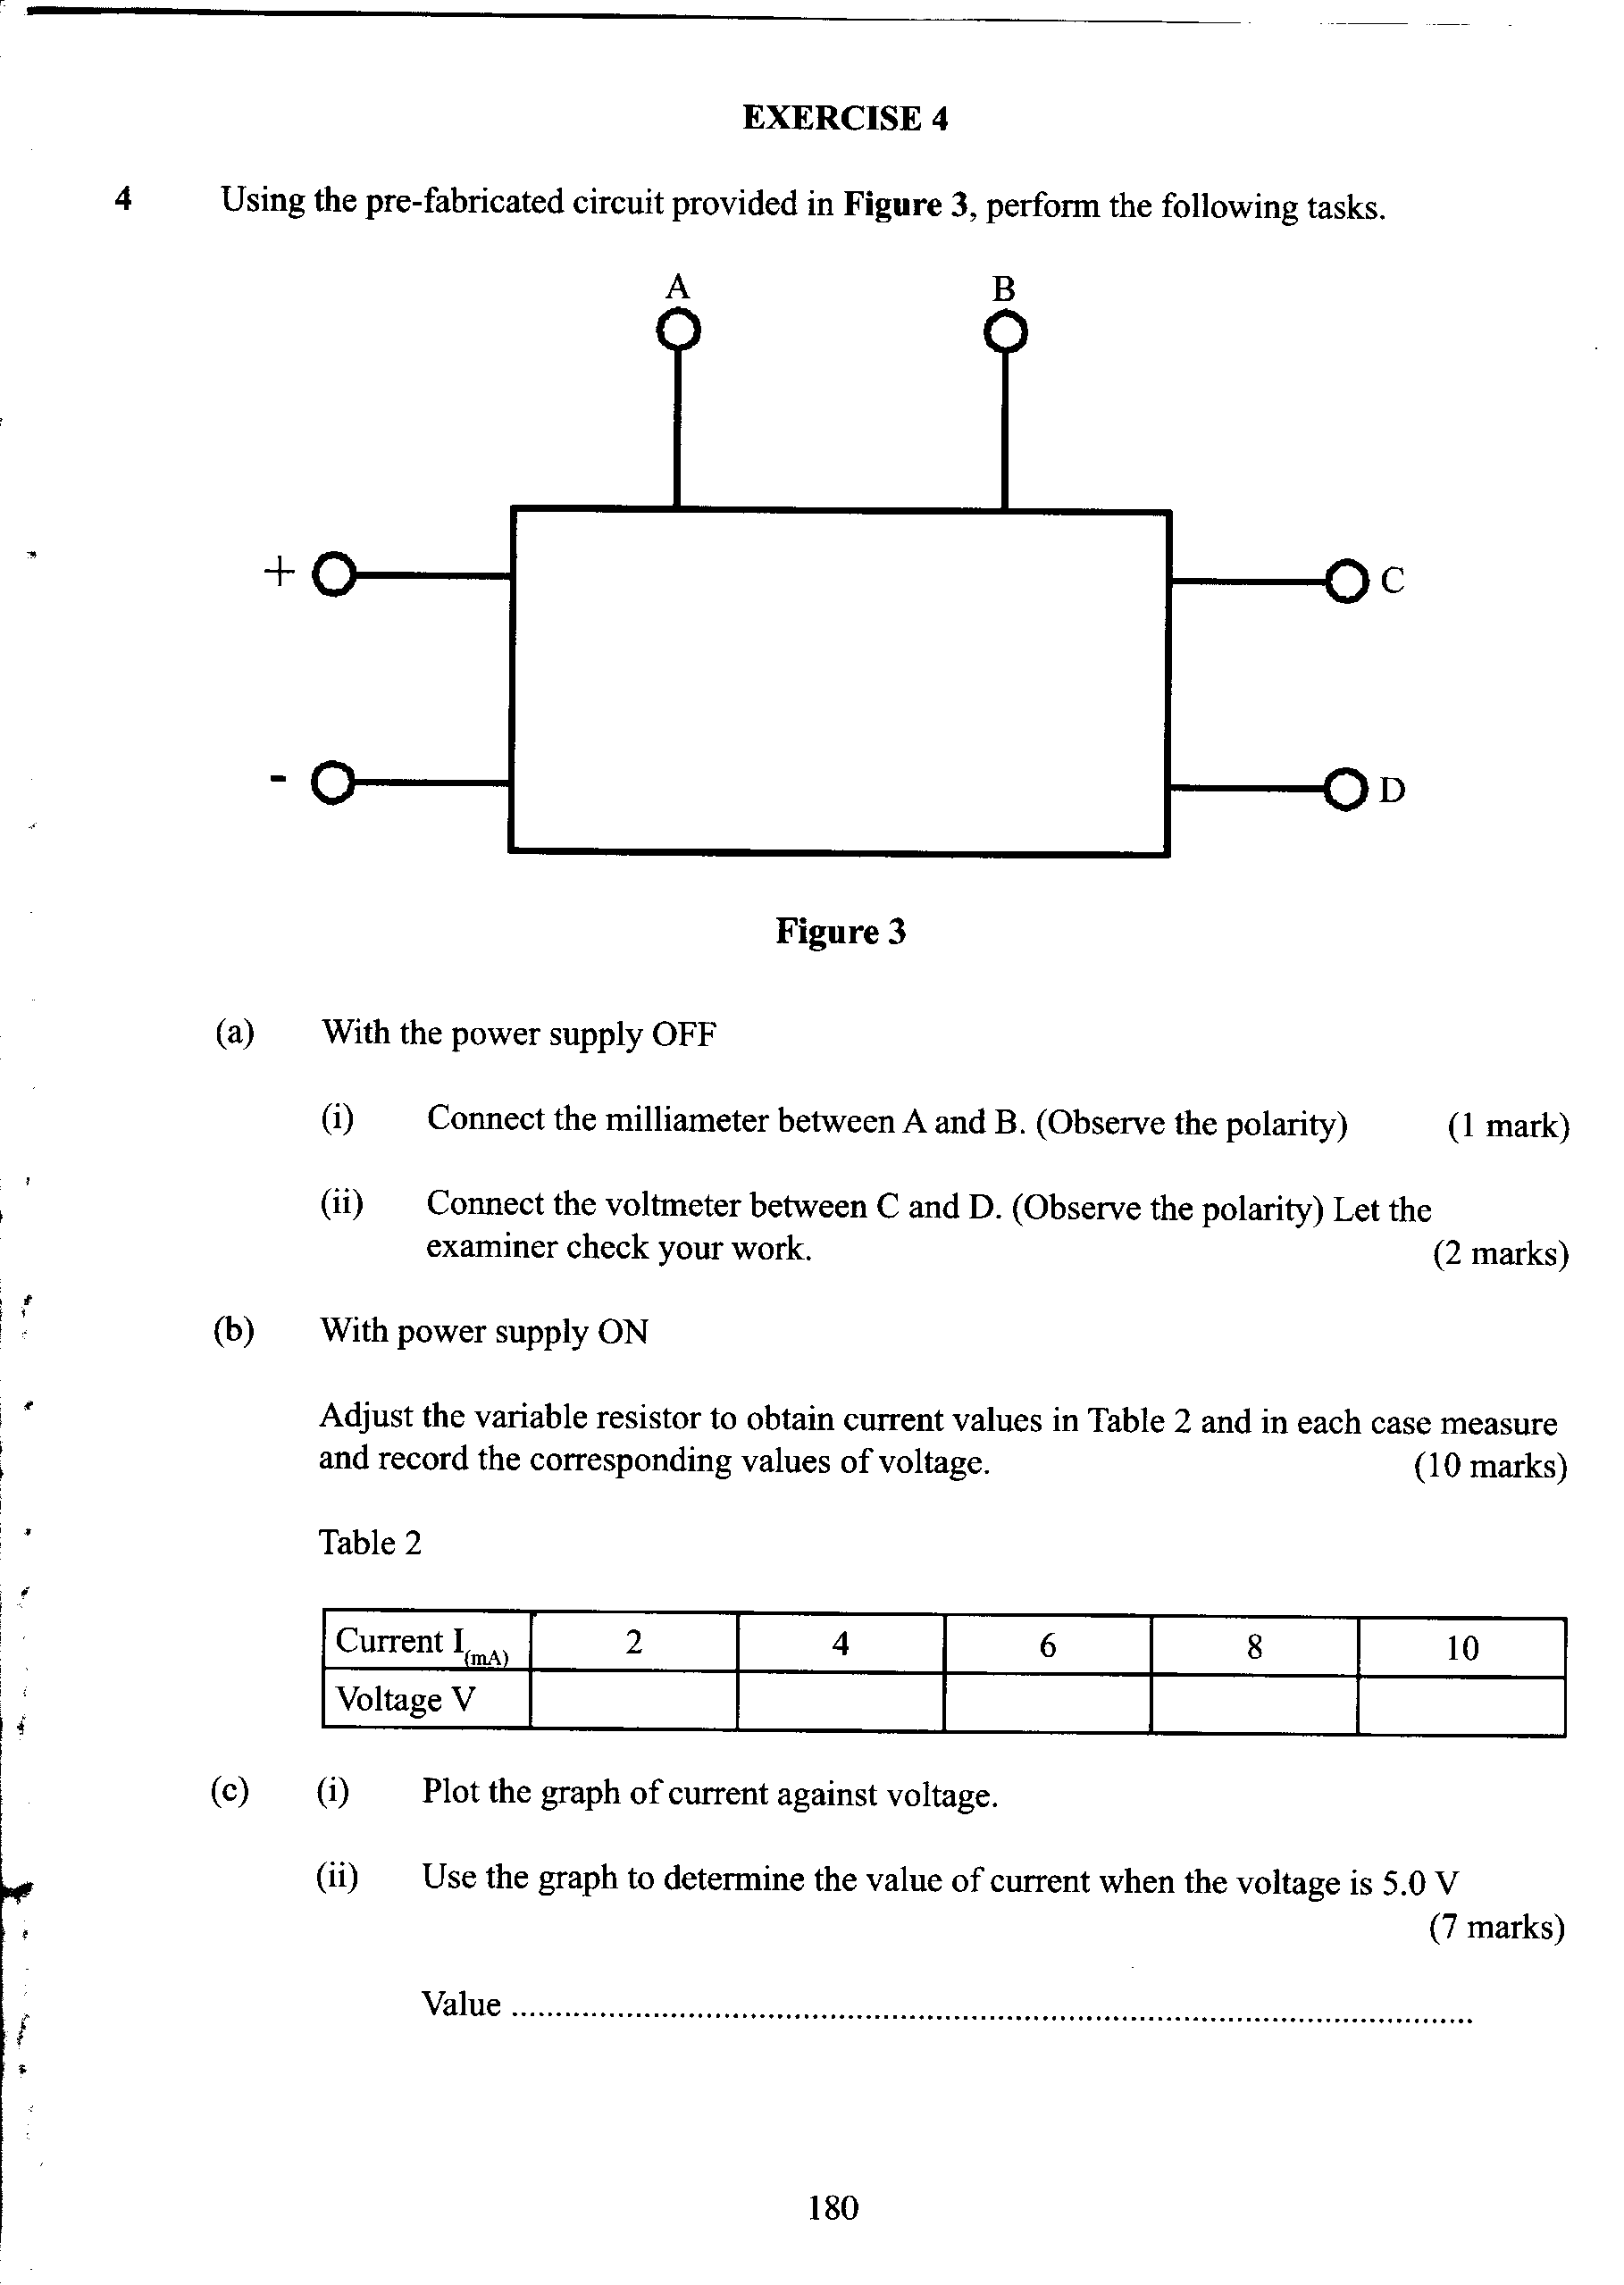 EXERCISE 4
4 Using the pre-fabricated circuit provided in Figure 3, perform the following tasks.
A B
+ C
- D
Figure 3
(a) With the power supply OFF
(i) Connect the milliameter between A and B. (Observe the polarity) (1 mark)
(ii) Connect the voltmeter between C and D. (Observe the polarity) Let the
examiner check your work. (2 marks)
(b) With power supply ON
Adjust the variable resistor to obtain current values in Table 2 and in each case measure
and record the corresponding values of voltage. (10 marks)
Table 2
Current I(mA) 2 4 6 8 10
Voltage V
(c) (i) Plot the graph of current against voltage.
(ii) Use the graph to determine the value of current when the voltage is 5.0 V
(7 marks)
Value ..............................................................................................................
180